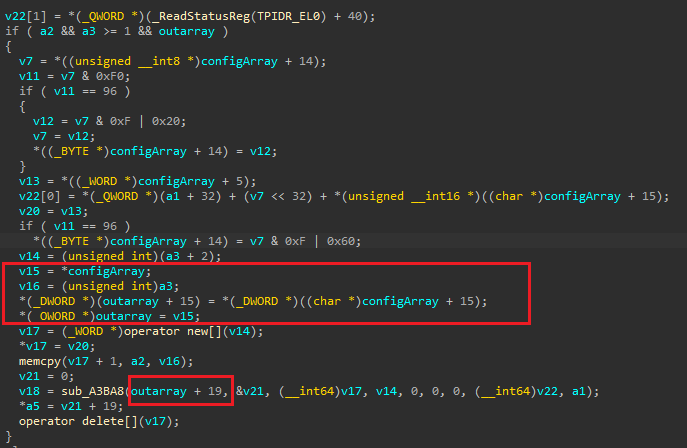 v22[1] = *(_QWORD *)(_ReadStatusReg(TPIDR_EL0) + 40);
if ( a2 && a3 >= 1 && outarray )
{
v7 = *((unsigned __int8 *)configArray + 14);
v11 = v7 & 0xF0;
if ( v11 == 96 )
{
v12 = v7 & 0xF | 0x20;
v7 = v12;
*((_BYTE *)configArray + 14) = v12;
}
v13 = *((_WORD *)configArray + 5);
v22[0] = *(_QWORD *)(a1 + 32) + (v7 << 32) + *(unsigned __int16 *)((char *)configArray + 15);
v20 = v13;
if ( v11 == 96 )
*((_BYTE *)configArray + 14) = v7 & 0xF | 0x60;
v14 = (unsigned int)(a3 + 2);
v15 = *configArray;
v16 = (unsigned int)a3;
*(_DWORD *)(outarray + 15) = *(_DWORD *)((char *)configArray + 15);
*(_OWORD *)outarray = v15;
v17 = (_WORD *)operator new[](v14);
*v17 = v20;
memcpy(v17 + 1, a2, v16);
v21 = 0;
v18 = sub_A3BA8(outarray + 19, &v21, (__int64)v17, v14, 0, 0, 0, (__int64)v22, a1);
*a5 = v21 + 19;
operator delete[](v17);
}